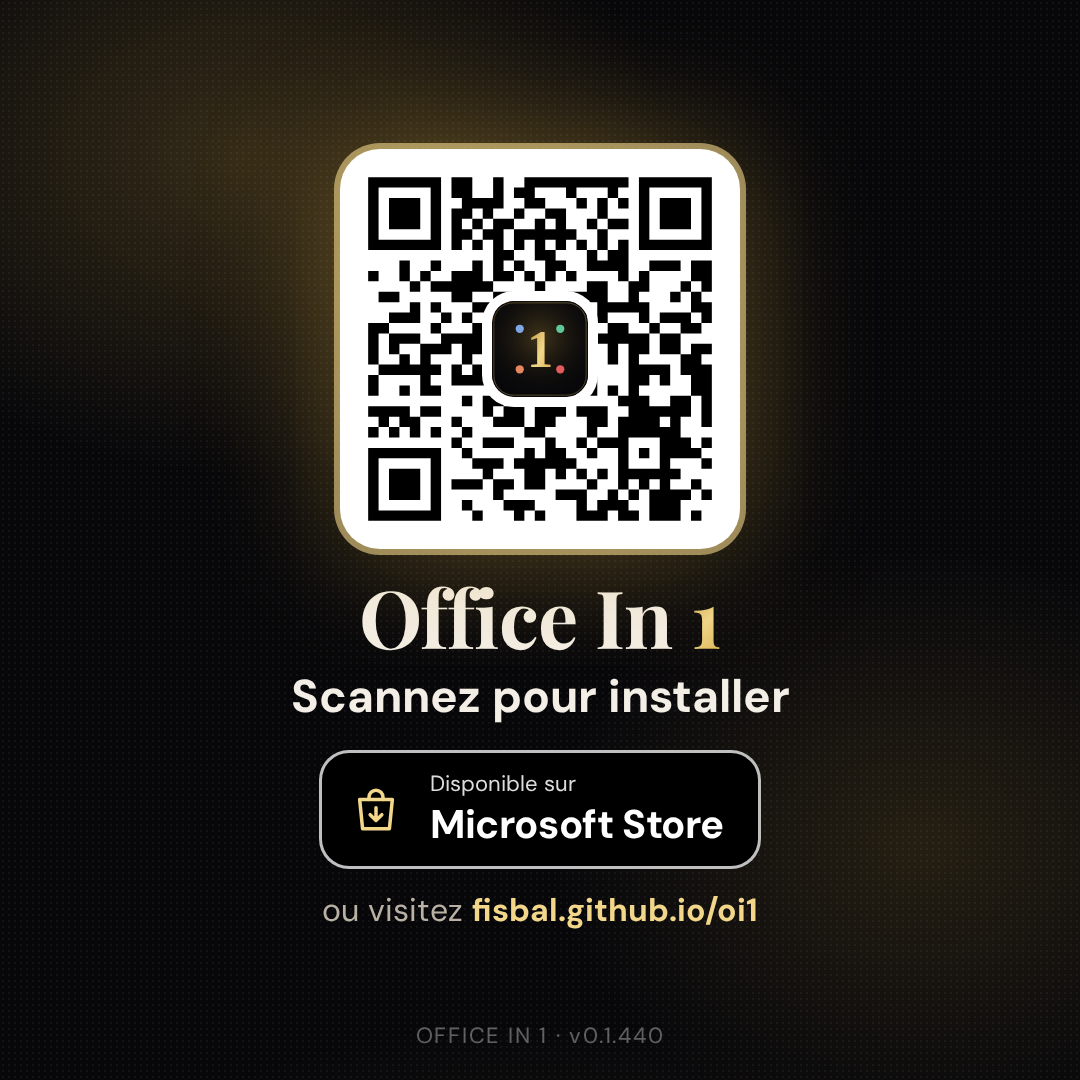 1
Office In 1
Scannez pour installer
Disponible sur
Microsoft Store
ou visitez fisbal.github.io/oi1
OFFICE IN 1 · v0.1.440